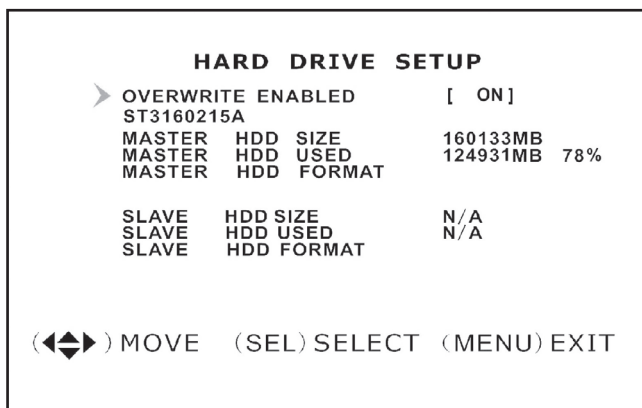 HARD DRIVE SETUP
OVERWRITE ENABLED [ ON]
ST3160215A
MASTER HDD SIZE 160133MB
MASTER HDD USED 124931MB 78%
MASTER HDD FORMAT
SLAVE HDD SIZE N/A
SLAVE HDD USED N/A
SLAVE HDD FORMAT
( ) MOVE (SEL) SELECT (MENU) EXIT